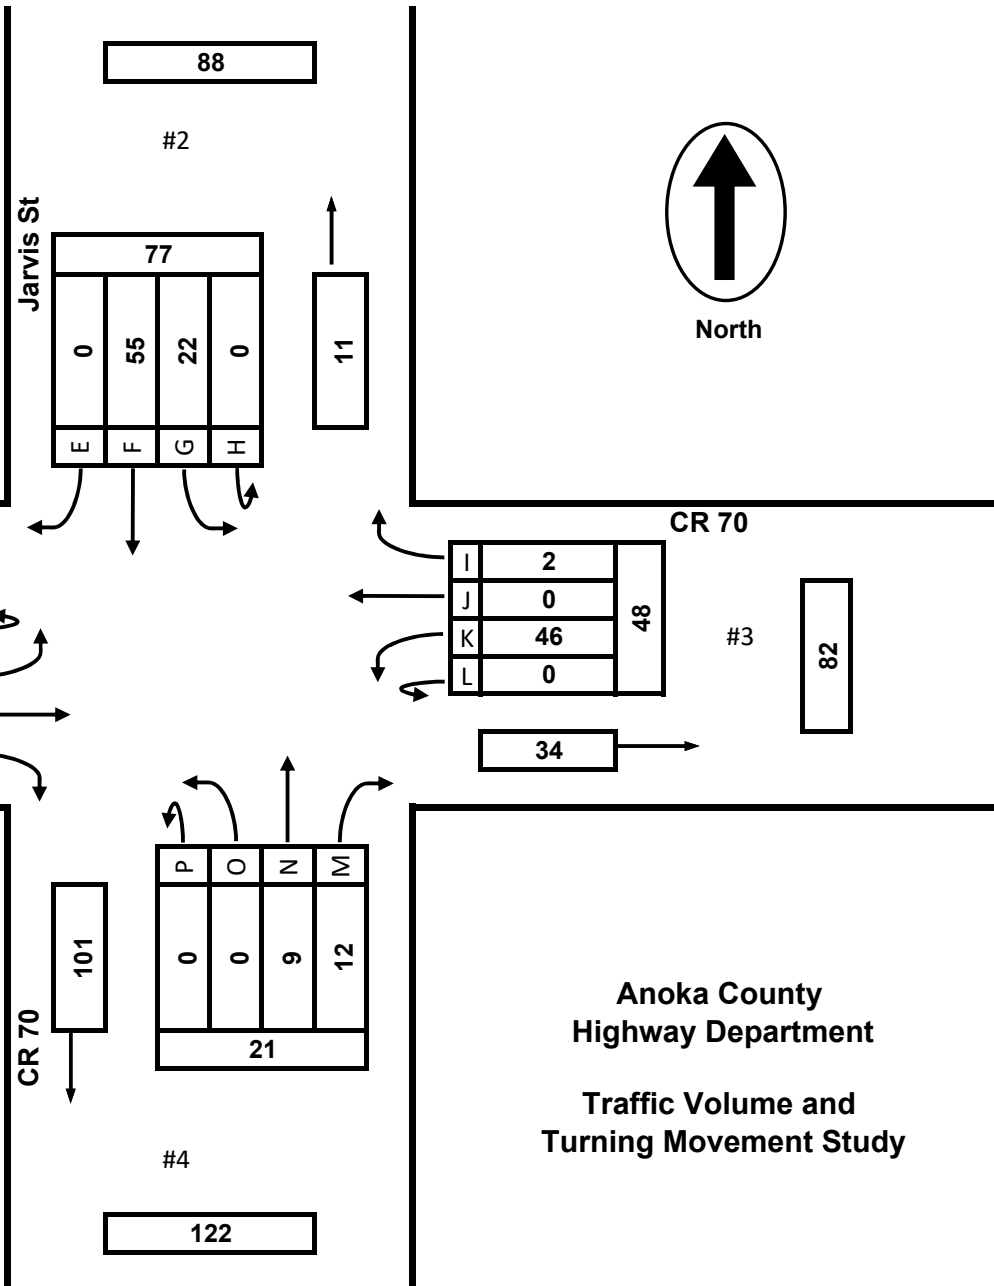 88
#2
Jarvis St
77
0
55
22
0
E
F
G
H
11
North
CR 70
I 2
J 0
K 46
L 0
48
#3
82
34
P
O
N
M
0
0
9
12
21
101
CR 70
#4
122
Anoka County
Highway Department
Traffic Volume and
Turning Movement Study